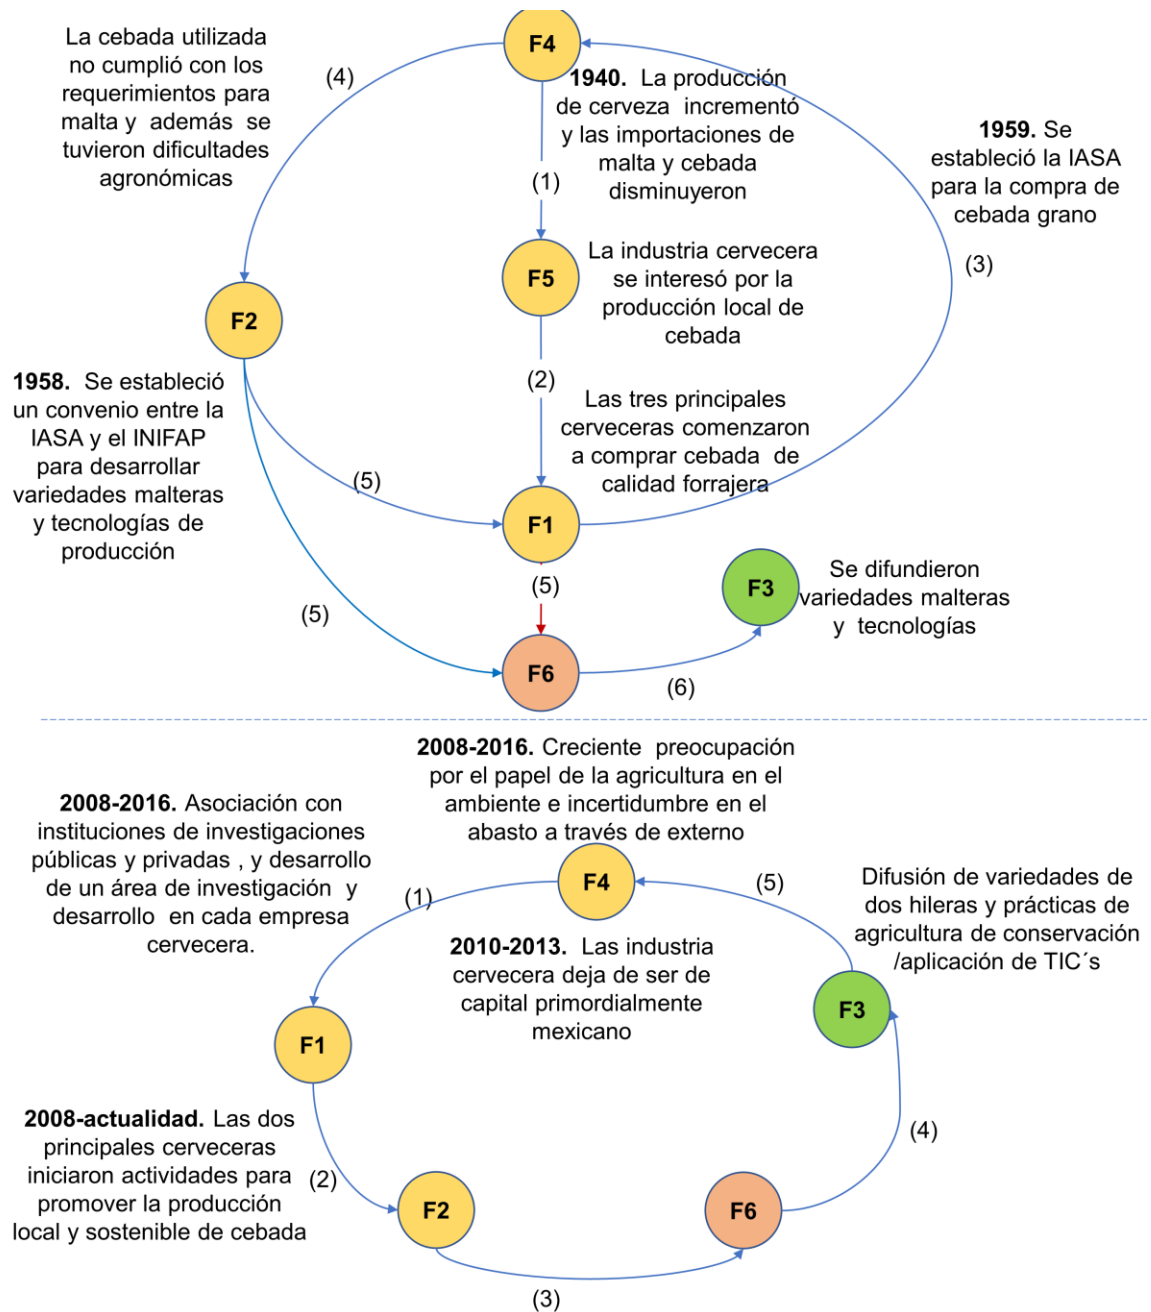 La cebada utilizada
no cumplió con los
requerimientos para
malta y además se
tuvieron dificultades
agronómicas
(4)
F4
1940. La producción
de cerveza incrementó
y las importaciones de
malta y cebada
disminuyeron
(1)
1959. Se
estableció la IASA
para la compra de
cebada grano
(3)
F5
La industria cervecera
se interesó por la
producción local de
cebada
F2
(2)
1958. Se estableció
un convenio entre la
IASA y el INIFAP
para desarrollar
variedades malteras
y tecnologías de
producción
Las tres principales
cerveceras comenzaron
a comprar cebada de
calidad forrajera
(5)
F1
(5)
(5)
F3
Se difundieron
variedades malteras
y tecnologías
F6
(6)
2008-2016. Creciente preocupación
por el papel de la agricultura en el
ambiente e incertidumbre en el
abasto a través de externo
2008-2016. Asociación con
instituciones de investigaciones
públicas y privadas , y desarrollo
de un área de investigación y
desarrollo en cada empresa
cervecera.
(1)
F4
(5)
Difusión de variedades de
dos hileras y prácticas de
agricultura de conservación
/aplicación de TIC´s
2010-2013. Las industria
cervecera deja de ser de
capital primordialmente
mexicano
F3
F1
2008-actualidad. Las dos
principales cerveceras
iniciaron actividades para
promover la producción
local y sostenible de cebada
(2)
(4)
F2
F6
(3)